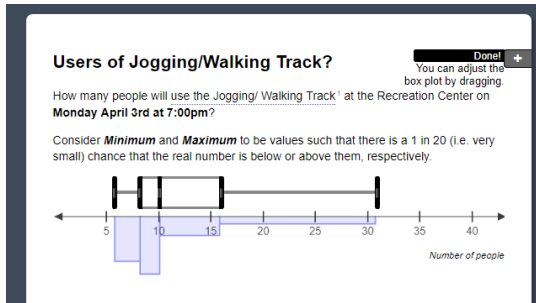 Users of Jogging/Walking Track?
Done!
+
You can adjust the
box plot by dragging.
How many people will use the Jogging/ Walking Track¹ at the Recreation Center on
Monday April 3rd at 7:00pm?
Consider Minimum and Maximum to be values such that there is a 1 in 20 (i.e. very
small) chance that the real number is below or above them, respectively.
5 10 15 20 25 30 35 40
Number of people